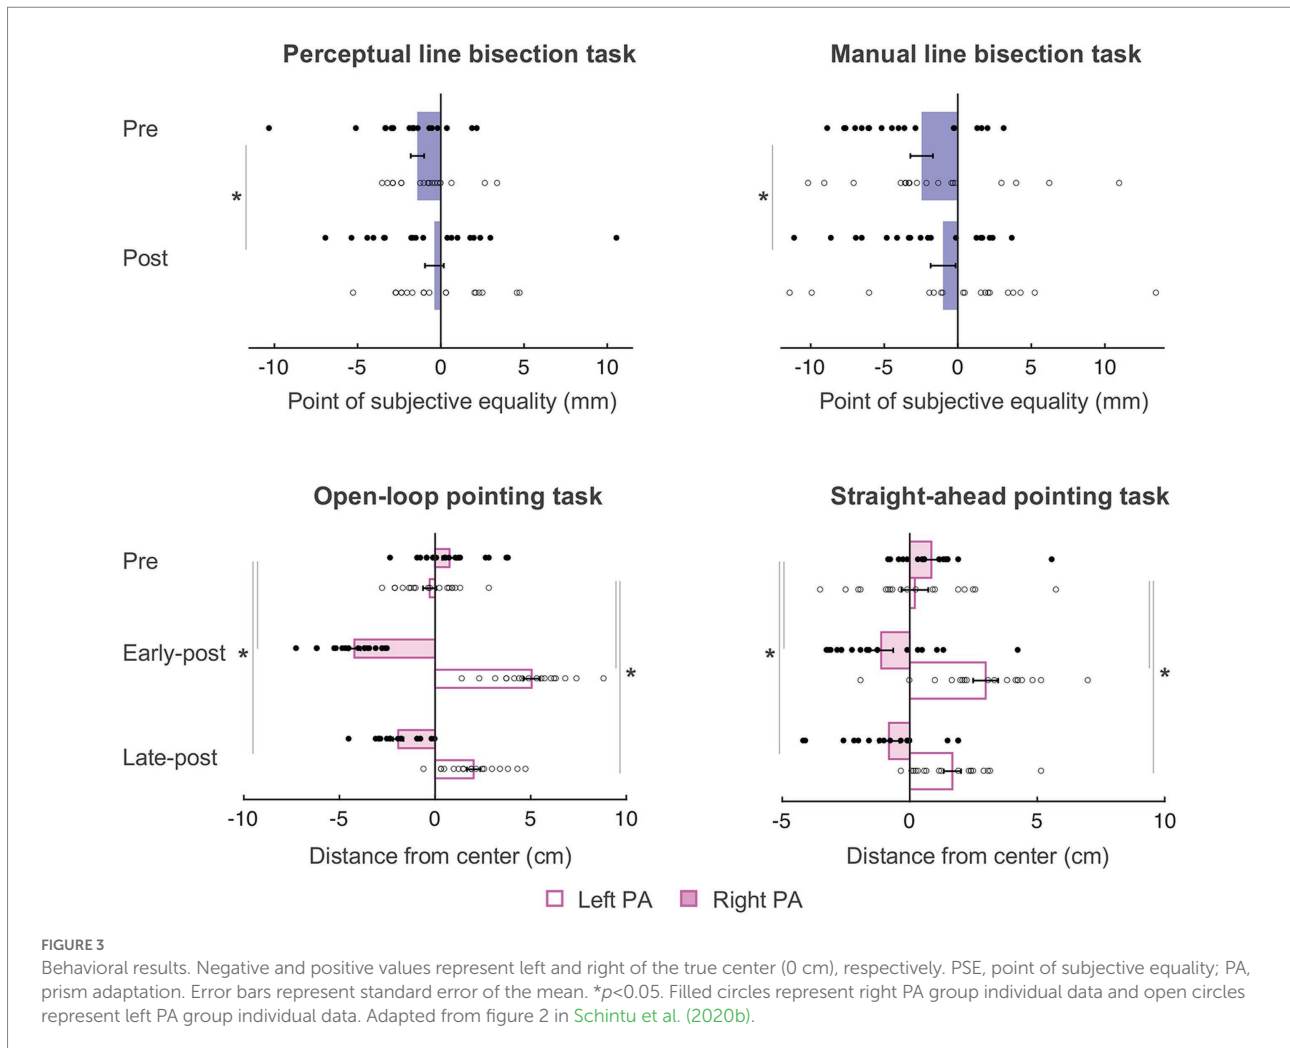 Perceptual line bisection task
Manual line bisection task
Pre
*
*
Post
-10 -5 0 5 10
-10 -5 0 5 10
Point of subjective equality (mm)
Point of subjective equality (mm)
Open-loop pointing task
Straight-ahead pointing task
Pre
Early-post
*
*
*
*
Late-post
-10 -5 0 5 10
-5 0 5 10
Distance from center (cm)
Distance from center (cm)
Left PA Right PA
FIGURE 3
Behavioral results. Negative and positive values represent left and right of the true center (0 cm), respectively. PSE, point of subjective equality; PA,
prism adaptation. Error bars represent standard error of the mean. *p<0.05. Filled circles represent right PA group individual data and open circles
represent left PA group individual data. Adapted from figure 2 in Schintu et al. (2020b).